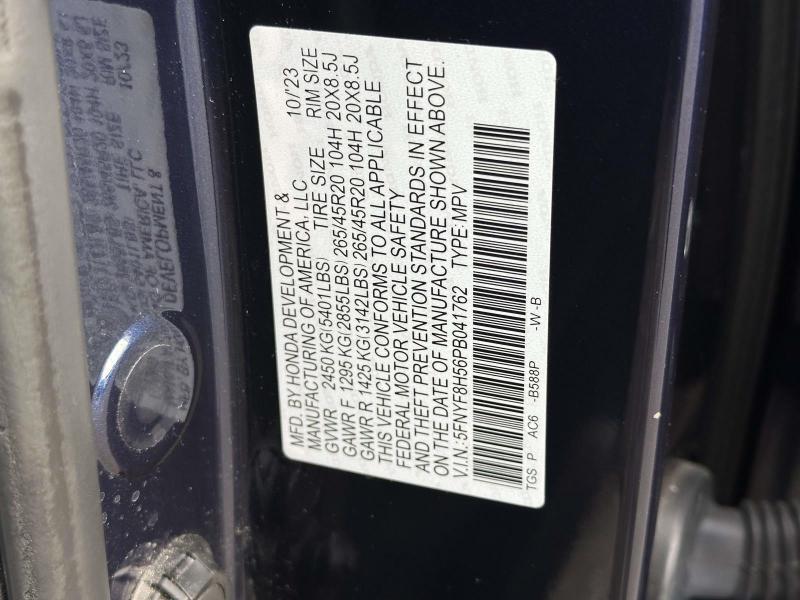 MFD. BY HONDA DEVELOPMENT &
MANUFACTURING OF AMERICA, LLC 10/'23
GVWR 2450 KG(5401LBS) TIRE SIZE RIM SIZE
GAWR F 1295 KG(2855LBS) 265/45R20 104H 20X8.5J
GAWR R 1425 KG(3142LBS) 265/45R20 104H 20X8.5J
THIS VEHICLE CONFORMS TO ALL APPLICABLE
FEDERAL MOTOR VEHICLE SAFETY
AND THEFT PREVENTION STANDARDS IN EFFECT
ON THE DATE OF MANUFACTURE SHOWN ABOVE.
V.I.N.:5FNYF8H56PB041762 TYPE:MPV
TGS P AC6 -B588P -W-B